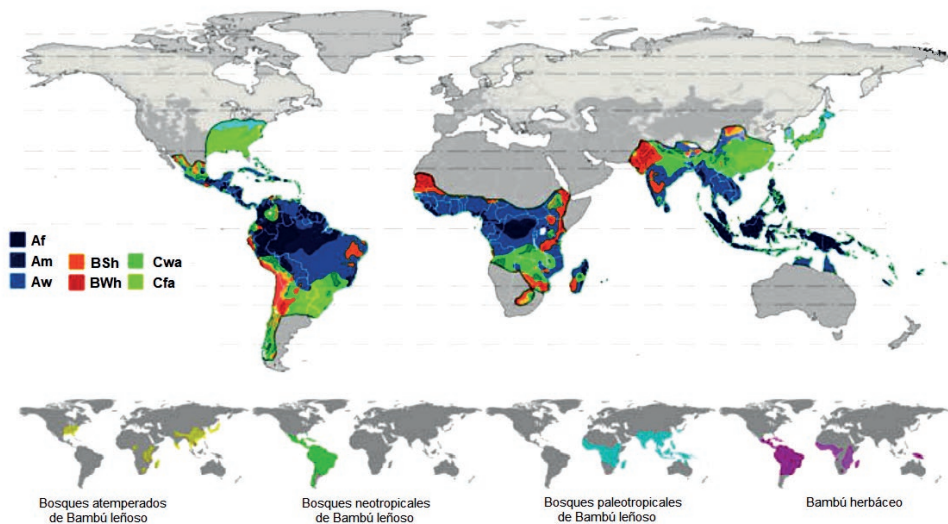 Af
Am
Aw
BSh
BWh
Cwa
Cfa
Bosques atemperados
de Bambú leñoso
Bosques neotropicales
de Bambú leñoso
Bosques paleotropicales
de Bambú leñoso
Bambú herbáceo